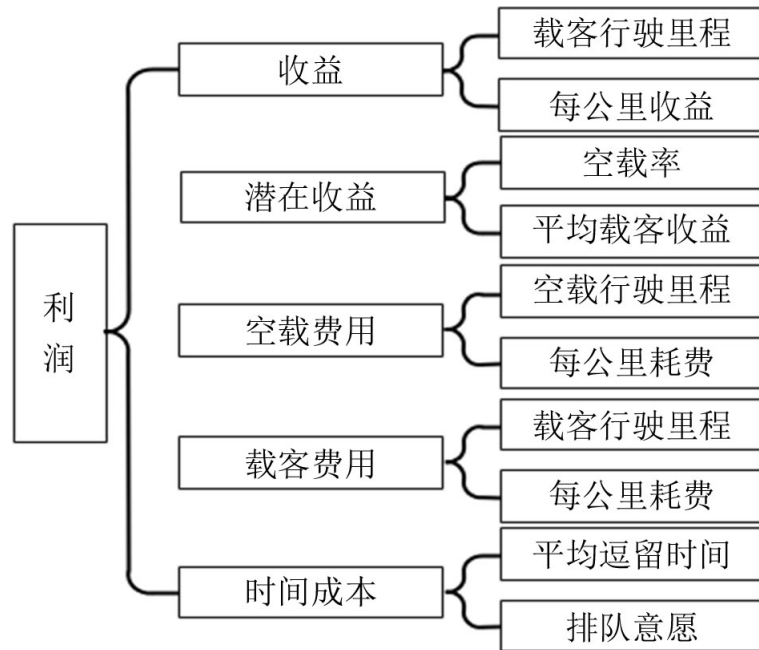 利
润
收益
载客行驶里程
每公里收益
潜在收益
空载率
平均载客收益
空载费用
空载行驶里程
每公里耗费
载客费用
载客行驶里程
每公里耗费
时间成本
平均逗留时间
排队意愿